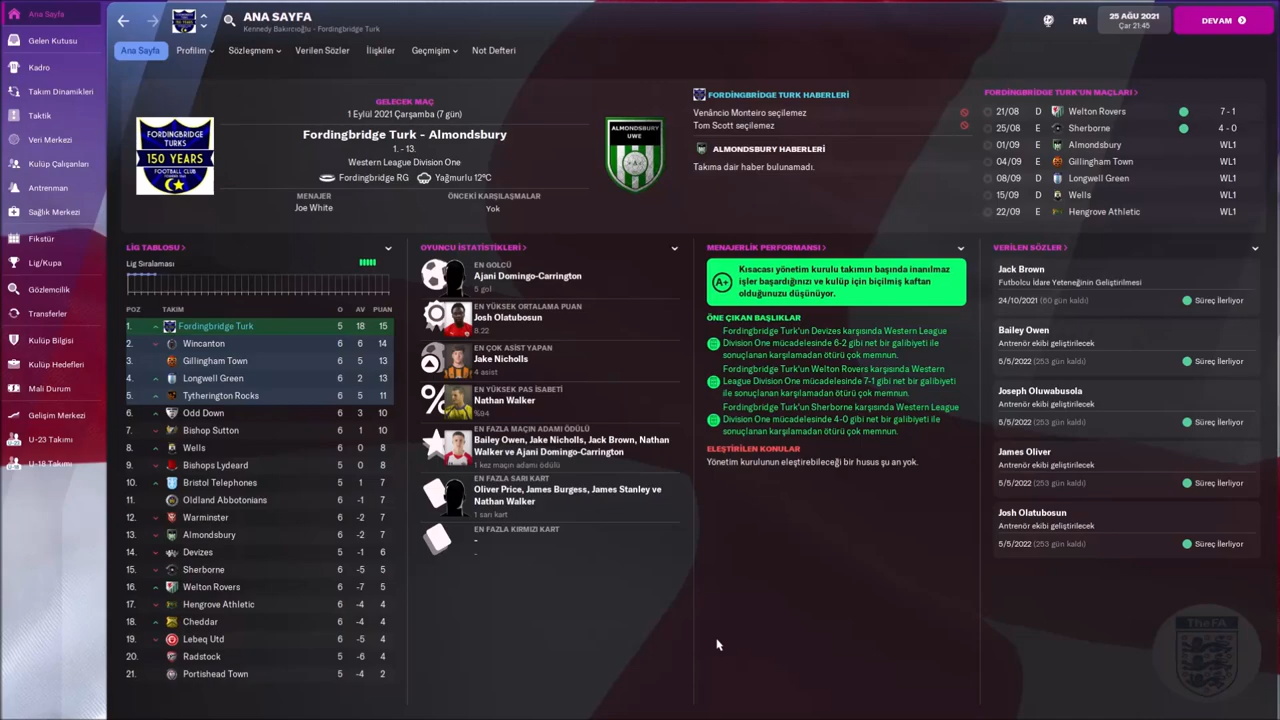 Ana Sayfa
Gelen Kutusu
Kadro
Takım Dinamikleri
Taktik
Veri Merkezi
Kulüp Çalışanları
Antrenman
Sağlık Merkezi
Fikstür
Lig/Kupa
Gözlemcilik
Transferler
Kulüp Bilgisi
Kulüp Hedefleri
Mali Durum
Gelişim Merkezi
U-23 Takımı
U-18 Takımı
ANA SAYFA
Kennedy Bakırcıoğlu - Fordingbridge Turk
FM
25 AĞU 2021
Çar 21:45
DEVAM
Ana Sayfa Profilim Sözleşmem Verilen Sözler İlişkiler Geçmişim Not Defteri
FORDINGBRIDGE
TURKS
150 YEARS
FOOTBALL CLUB
GELECEK MAÇ
1 Eylül 2021 Çarşamba (7 gün)
Fordingbridge Turk - Almondsbury
1. - 13.
Western League Division One
Fordingbridge RG Yağmurlu 12°C
MENAJER
Joe White
ÖNCEKİ KARŞILAŞMALAR
Yok
ALMONDSBURY
UWE
FORDINGBRIDGE TURK HABERLERİ
Venâncio Monteiro seçilemez
Tom Scott seçilemez
ALMONDSBURY HABERLERİ
Takıma dair haber bulunamadı.
FORDINGBRIDGE TURK'UN MAÇLARI >
21/08 D Welton Rovers 7 - 1
25/08 E Sherborne 4 - 0
01/09 E Almondsbury WL1
04/09 E Gillingham Town WL1
08/09 D Longwell Green WL1
15/09 D Wells WL1
22/09 E Hengrove Athletic WL1
LİG TABLOSU >
Lig Sıralaması
POZ TAKIM O AV PUAN
1. Fordingbridge Turk 5 18 15
2. Wincanton 6 6 14
3. Gillingham Town 6 5 13
4. Longwell Green 6 2 13
5. Tytherington Rocks 6 5 11
6. Odd Down 6 3 10
7. Bishop Sutton 6 1 10
8. Wells 6 0 8
9. Bishops Lydeard 5 0 8
10. Bristol Telephones 5 1 7
11. Oldland Abbotonians 6 -1 7
12. Warminster 6 -2 7
13. Almondsbury 6 -2 7
14. Devizes 5 -1 6
15. Sherborne 6 -5 5
16. Welton Rovers 6 -7 5
17. Hengrove Athletic 6 -4 4
18. Cheddar 6 -4 4
19. Lebeq Utd 6 -5 4
20. Radstock 5 -6 4
21. Portishead Town 5 -4 2
OYUNCU İSTATİSTİKLERİ >
EN GOLCÜ
Ajani Domingo-Carrington
5 gol
EN YÜKSEK ORTALAMA PUAN
Josh Olatubosun
8.22
EN ÇOK ASİST YAPAN
Jake Nicholls
4 asist
EN YÜKSEK PAS İSABETİ
Nathan Walker
%94
EN FAZLA MAÇIN ADAMI ÖDÜLÜ
Bailey Owen, Jake Nicholls, Jack Brown, Nathan
Walker ve Ajani Domingo-Carrington
1 kez maçın adamı ödülü
EN FAZLA SARI KART
Oliver Price, James Burgess, James Stanley ve
Nathan Walker
1 sarı kart
EN FAZLA KIRMIZI KART
-
-
MENAJERLİK PERFORMANSI >
A+
Kısacası yönetim kurulu takımın başında inanılmaz
işler başardığınızı ve kulüp için biçilmiş kaftan
olduğunuzu düşünüyor.
ÖNE ÇIKAN BAŞLIKLAR
Fordingbridge Turk'un Devizes karşısında Western League
Division One mücadelesinde 6-2 gibi net bir galibiyeti ile
sonuçlanan karşılamadan ötürü çok memnun.
Fordingbridge Turk'un Welton Rovers karşısında Western
League Division One mücadelesinde 7-1 gibi net bir galibiyeti
ile sonuçlanan karşılamadan ötürü çok memnun.
Fordingbridge Turk'un Sherborne karşısında Western League
Division One mücadelesinde 4-0 gibi net bir galibiyeti ile
sonuçlanan karşılamadan ötürü çok memnun.
ELEŞTİRİLEN KONULAR
Yönetim kurulunun eleştirebileceği bir husus şu an yok.
VERİLEN SÖZLER >
Jack Brown
Futbolcu İdare Yeteneğinin Geliştirilmesi
24/10/2021 (60 gün kaldı) Süreç İlerliyor
Bailey Owen
Antrenör ekibi geliştirilecek
5/5/2022 (253 gün kaldı) Süreç İlerliyor
Joseph Oluwabusola
Antrenör ekibi geliştirilecek
5/5/2022 (253 gün kaldı) Süreç İlerliyor
James Oliver
Antrenör ekibi geliştirilecek
5/5/2022 (253 gün kaldı) Süreç İlerliyor
Josh Olatubosun
Antrenör ekibi geliştirilecek
5/5/2022 (253 gün kaldı) Süreç İlerliyor
The FA